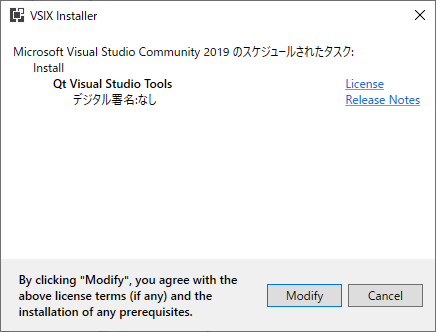 VSIX Installer
Microsoft Visual Studio Community 2019 のスケジュールされたタスク:
Install
Qt Visual Studio Tools License
デジタル署名:なし Release Notes
By clicking "Modify", you agree with the
above license terms (if any) and the
installation of any prerequisites.
Modify Cancel